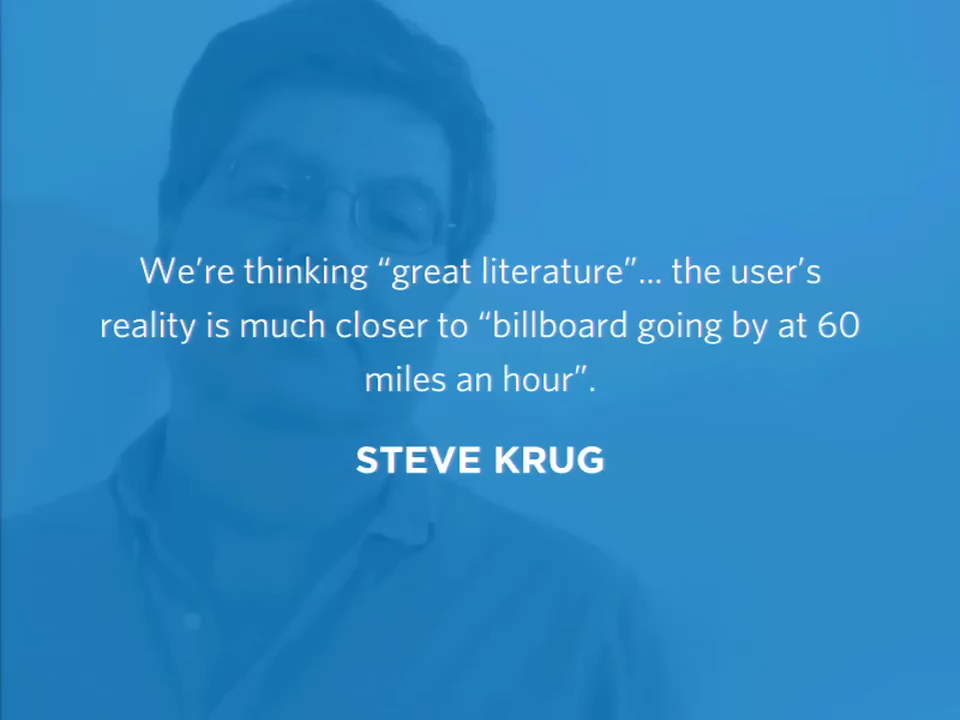 We’re thinking “great literature”... the user’s
reality is much closer to “billboard going by at 60
miles an hour”.
STEVE KRUG